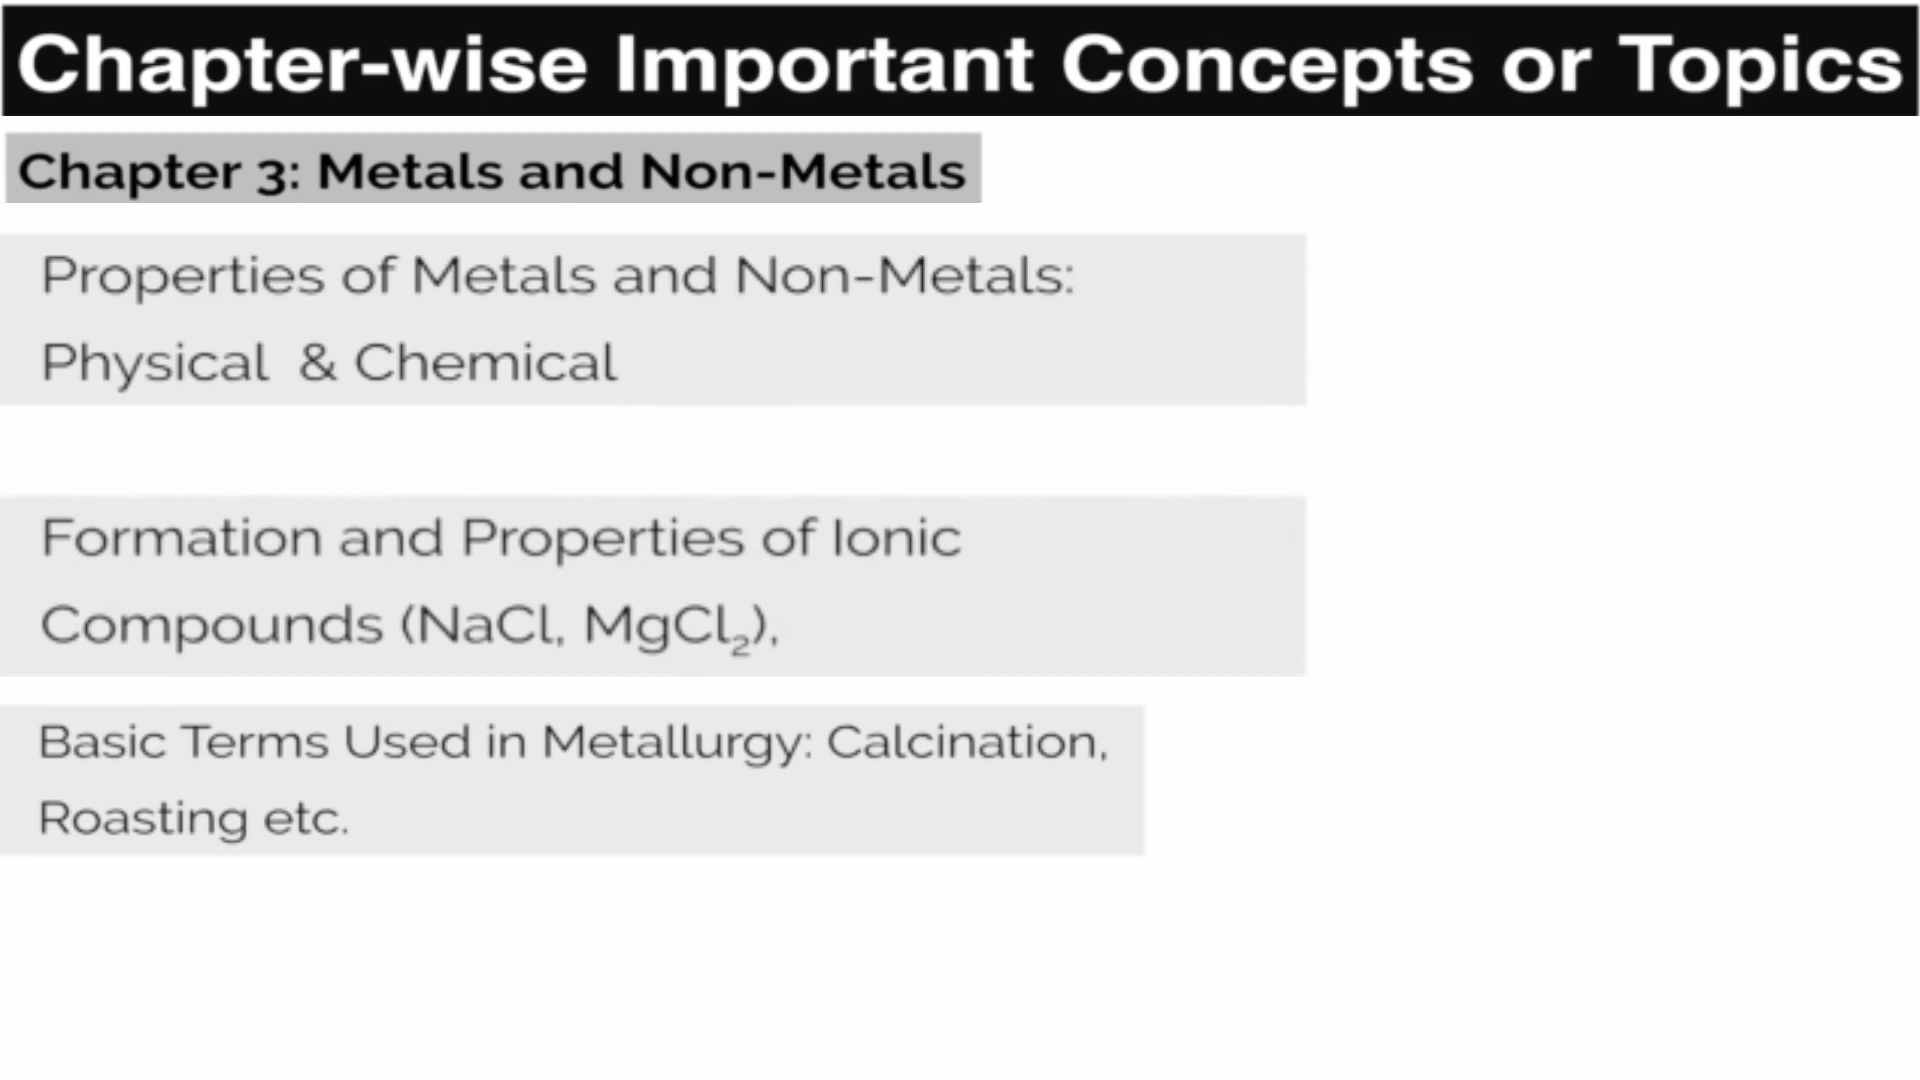 Chapter-wise Important Concepts or Topics
Chapter 3: Metals and Non-Metals
Properties of Metals and Non-Metals:
Physical & Chemical
Formation and Properties of Ionic
Compounds (NaCl, MgCl₂),
Basic Terms Used in Metallurgy: Calcination,
Roasting etc.